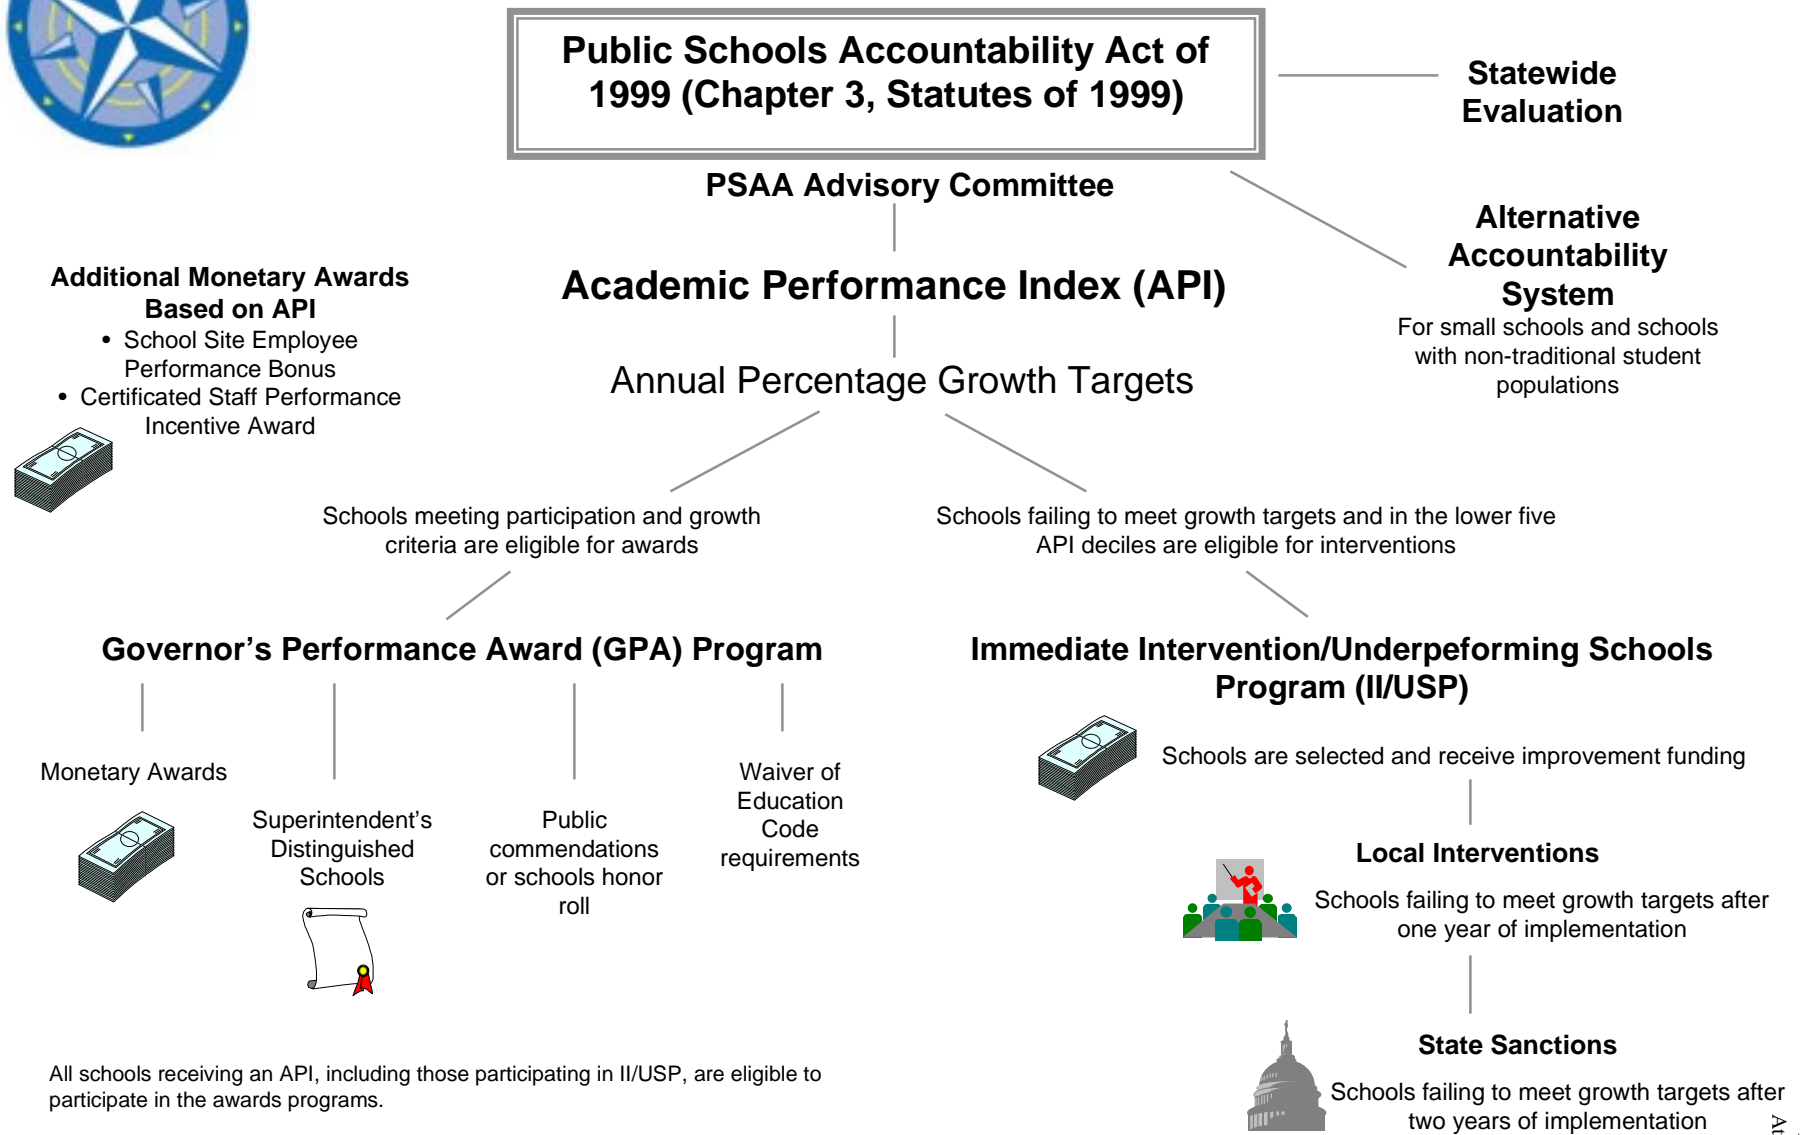 Public Schools Accountability Act of
1999 (Chapter 3, Statutes of 1999)
Statewide
Evaluation
PSAA Advisory Committee
Alternative
Accountability
System
For small schools and schools
with non-traditional student
populations
Academic Performance Index (API)
Additional Monetary Awards
Based on API
• School Site Employee
Performance Bonus
• Certificated Staff Performance
Incentive Award
Annual Percentage Growth Targets
Schools meeting participation and growth
criteria are eligible for awards
Schools failing to meet growth targets and in the lower five
API deciles are eligible for interventions
Governor's Performance Award (GPA) Program
Monetary Awards
Superintendent's
Distinguished
Schools
Public
commendations
or schools honor
roll
Waiver of
Education
Code
requirements
Immediate Intervention/Underpeforming Schools
Program (II/USP)
Schools are selected and receive improvement funding
Local Interventions
Schools failing to meet growth targets after
one year of implementation
State Sanctions
Schools failing to meet growth targets after
two years of implementation
All schools receiving an API, including those participating in II/USP, are eligible to
participate in the awards programs.
At